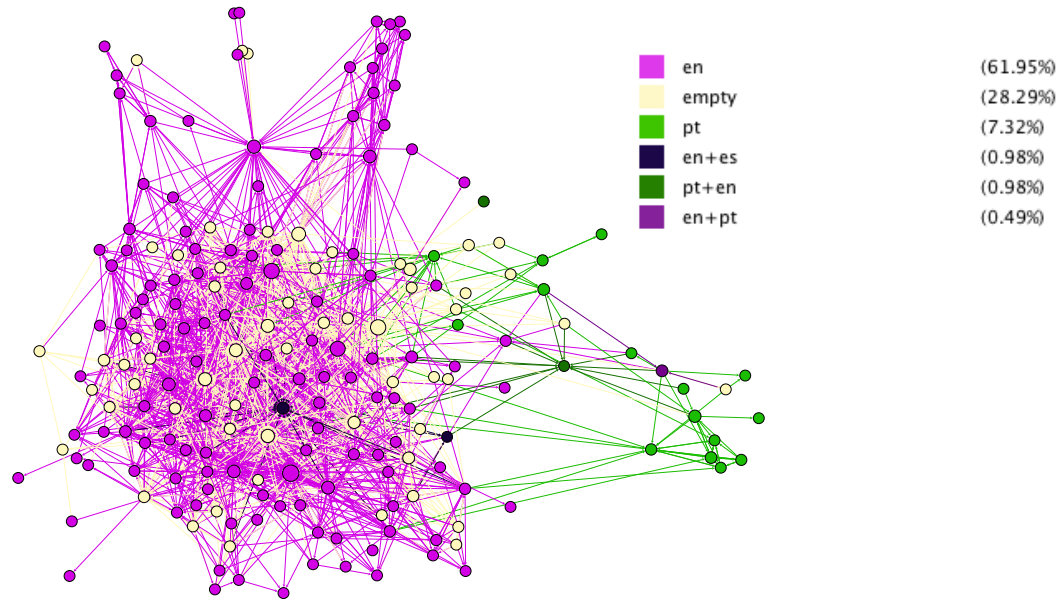 en (61.95%)
empty (28.29%)
pt (7.32%)
en+es (0.98%)
pt+en (0.98%)
en+pt (0.49%)